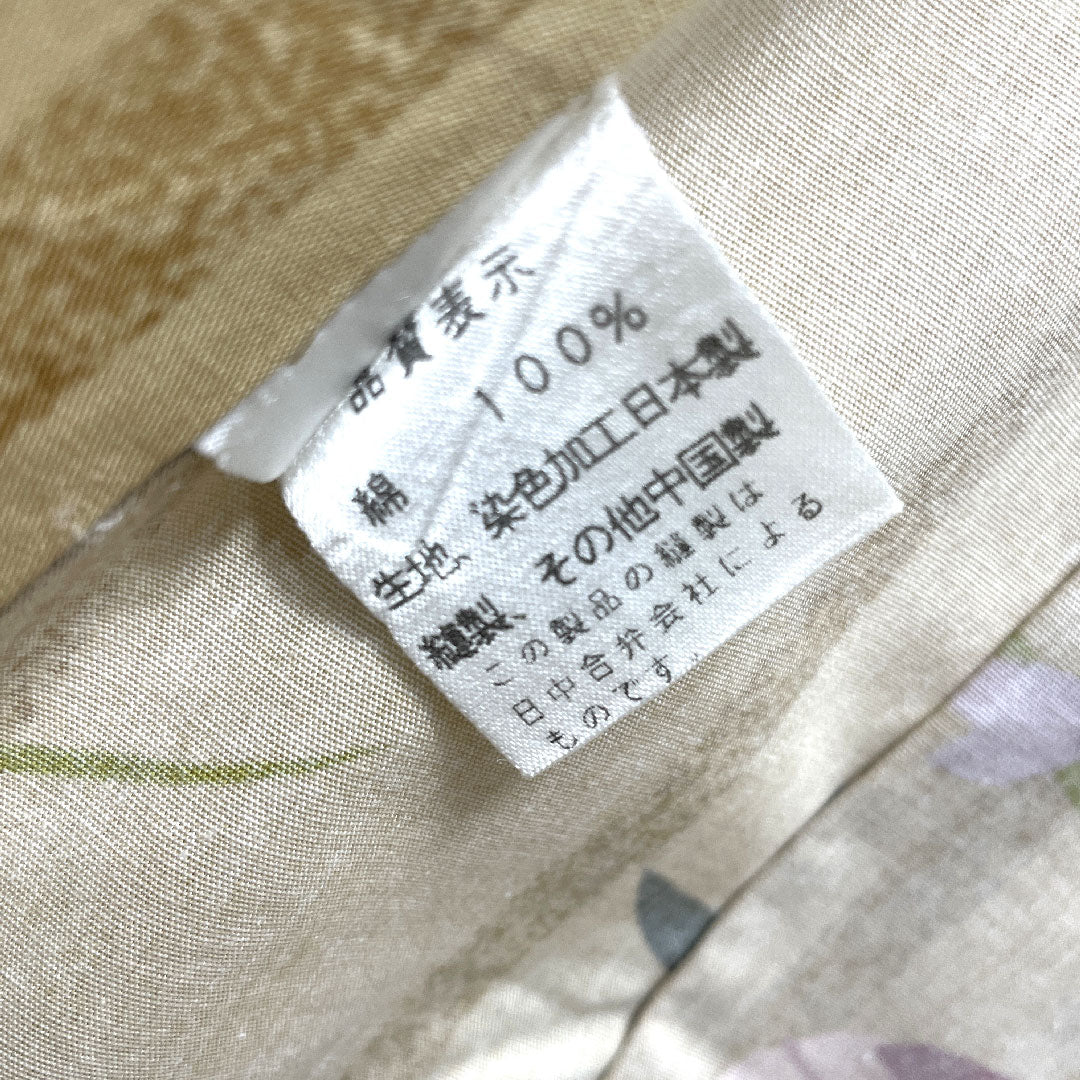 品質表示
綿 100%
生地、染色加工日本製
縫製、その他中国製
この製品の縫製は
日中合弁会社による
ものです。